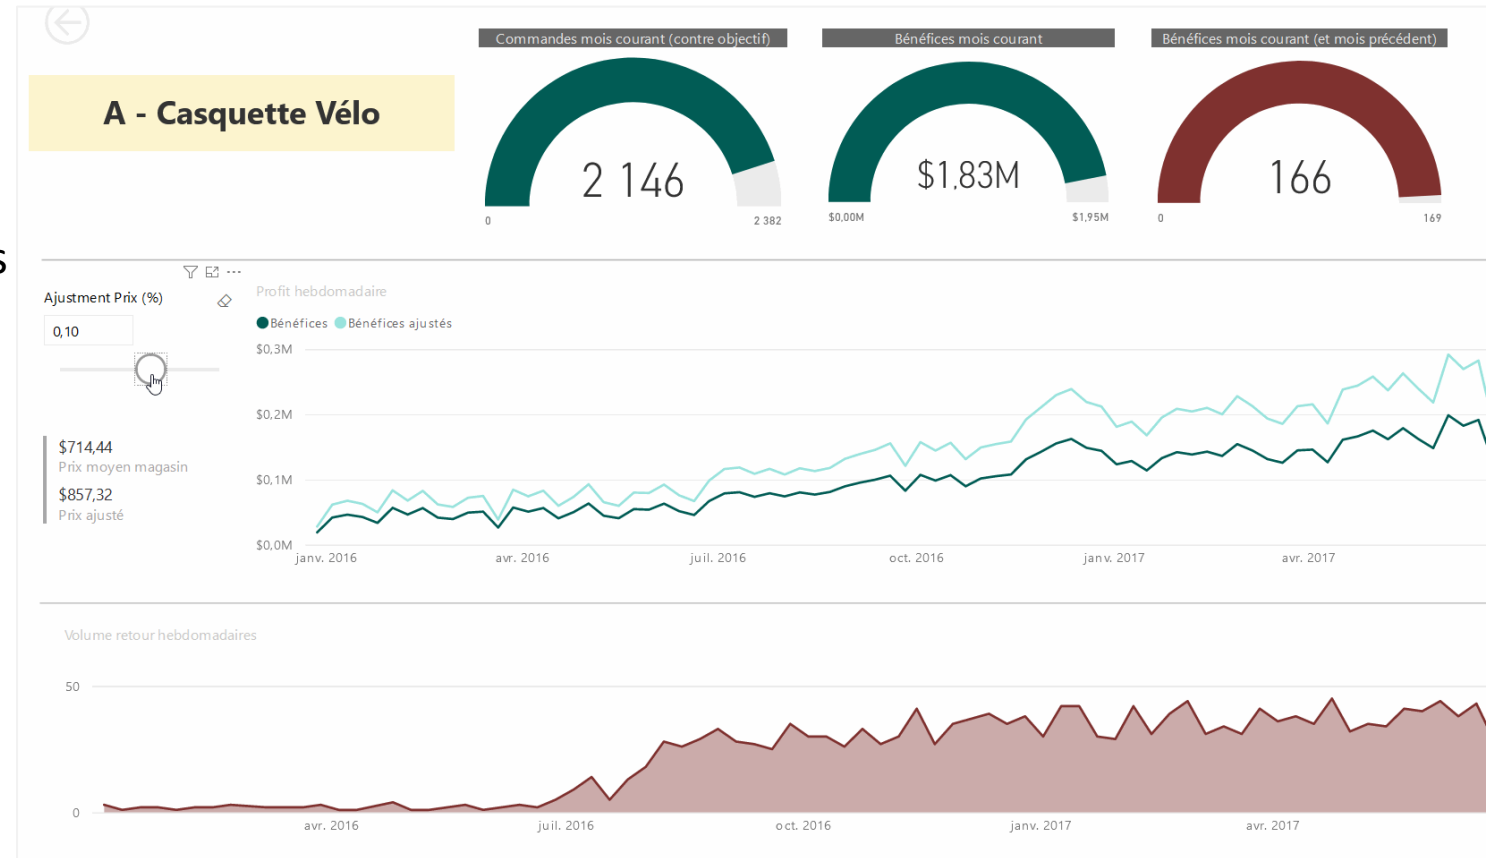 Commandes mois courant (contre objectif)
Bénéfices mois courant
Bénéfices mois courant (et mois précédent)
A - Casquette Vélo
2 146
0
2 382
$1,83M
$0,00M
$1,95M
166
0
169
s
Ajustment Prix (%)
0,10
$714,44
Prix moyen magasin
$857,32
Prix ajusté
Profit hebdomadaire
Bénéfices
Bénéfices ajustés
$0,3M
$0,2M
$0,1M
$0,0M
janv. 2016
avr. 2016
juil. 2016
oct. 2016
janv. 2017
avr. 2017
Volume retour hebdomadaires
50
0
avr. 2016
juil. 2016
oct. 2016
janv. 2017
avr. 2017